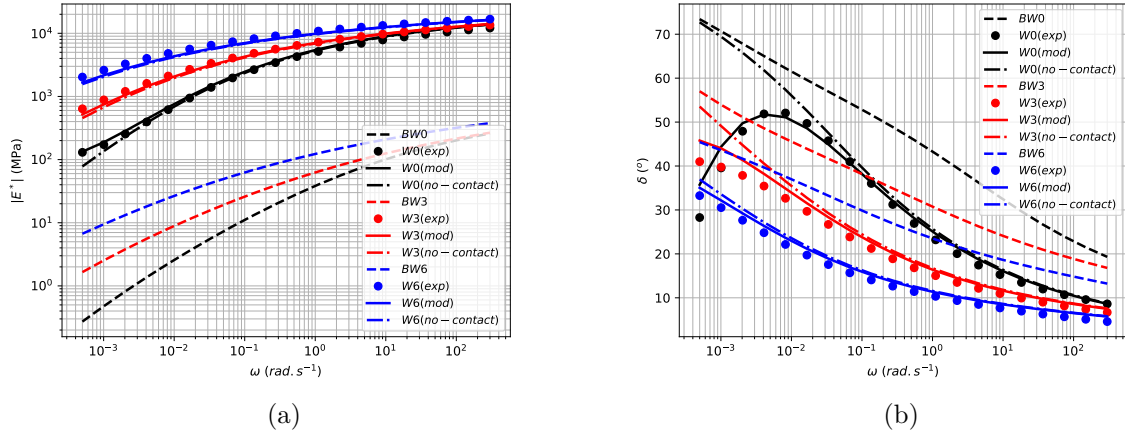 10^4
10^3
10^2
10^1
10^0
|E^*| (MPa)
10^{-3}
10^{-2}
10^{-1}
10^0
10^1
10^2
ω (rad.s^{-1})
BW0
W0(exp)
W0(mod)
W0(no−contact)
BW3
W3(exp)
W3(mod)
W3(no−contact)
BW6
W6(exp)
W6(mod)
W6(no−contact)
(a)
70
60
50
40
30
20
10
δ (°)
10^{-3}
10^{-2}
10^{-1}
10^0
10^1
10^2
ω (rad.s^{-1})
BW0
W0(exp)
W0(mod)
W0(no−contact)
BW3
W3(exp)
W3(mod)
W3(no−contact)
BW6
W6(exp)
W6(mod)
W6(no−contact)
(b)